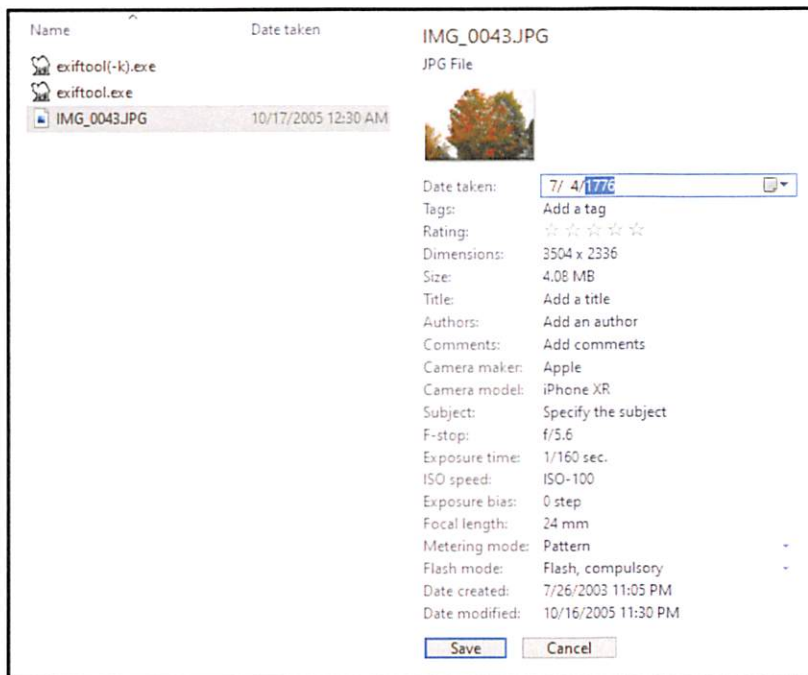 Name Date taken
exiftool(-k).exe
exiftool.exe
IMG_0043.JPG 10/17/2005 12:30 AM
IMG_0043.JPG
JPG File
Date taken: 7/ 4/1776
Tags: Add a tag
Rating:
Dimensions: 3504 x 2336
Size: 4.08 MB
Title: Add a title
Authors: Add an author
Comments: Add comments
Camera maker: Apple
Camera model: iPhone XR
Subject: Specify the subject
F-stop: f/5.6
Exposure time: 1/160 sec.
ISO speed: ISO-100
Exposure bias: 0 step
Focal length: 24 mm
Metering mode: Pattern
Flash mode: Flash, compulsory
Date created: 7/26/2003 11:05 PM
Date modified: 10/16/2005 11:30 PM
Save Cancel